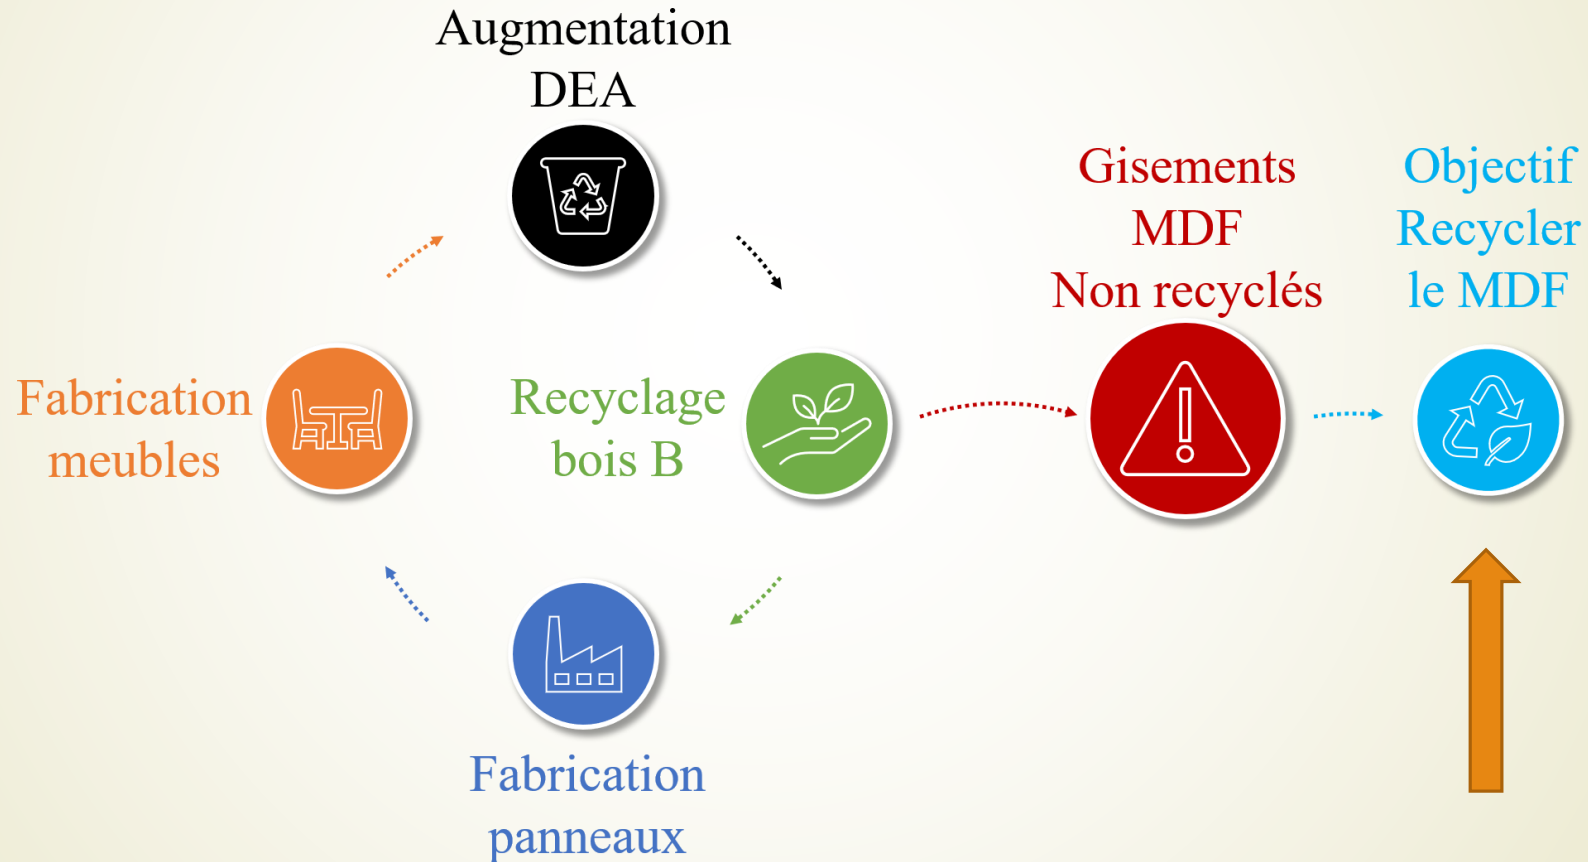 Augmentation
DEA
Gisements
MDF
Non recyclés
Objectif
Recycler
le MDF
Fabrication
meubles
Recyclage
bois B
Fabrication
panneaux